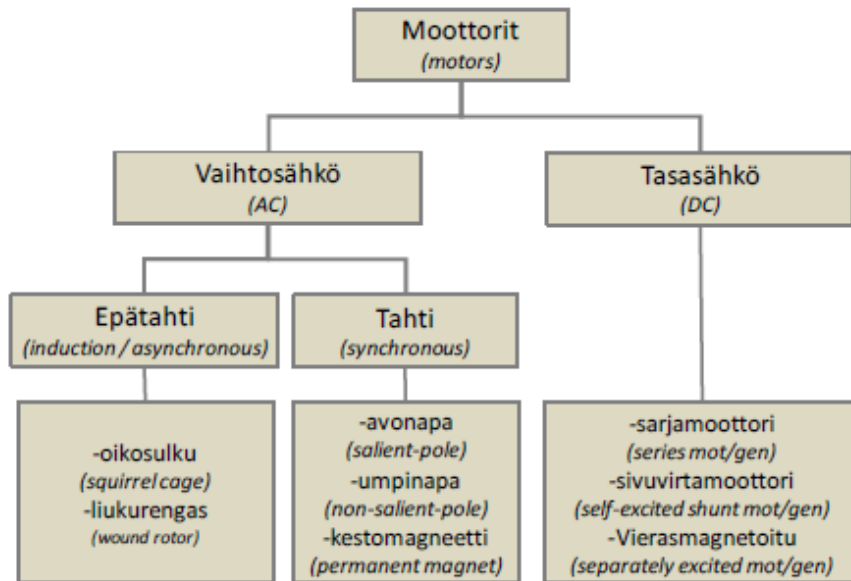 Moottorit
(motors)
Vaihtosähkö
(AC)
Tasasähkö
(DC)
Epätahti
(induction / asynchronous)
Tahti
(synchronous)
-oikosulku
(squirrel cage)
-liukurengas
(wound rotor)
-avonapa
(salient-pole)
-umpinapa
(non-salient-pole)
-kestomagneetti
(permanent magnet)
-sarjamoottori
(series mot/gen)
-sivuvirtamoottori
(self-excited shunt mot/gen)
-Vierasmagnetoitu
(separately excited mot/gen)